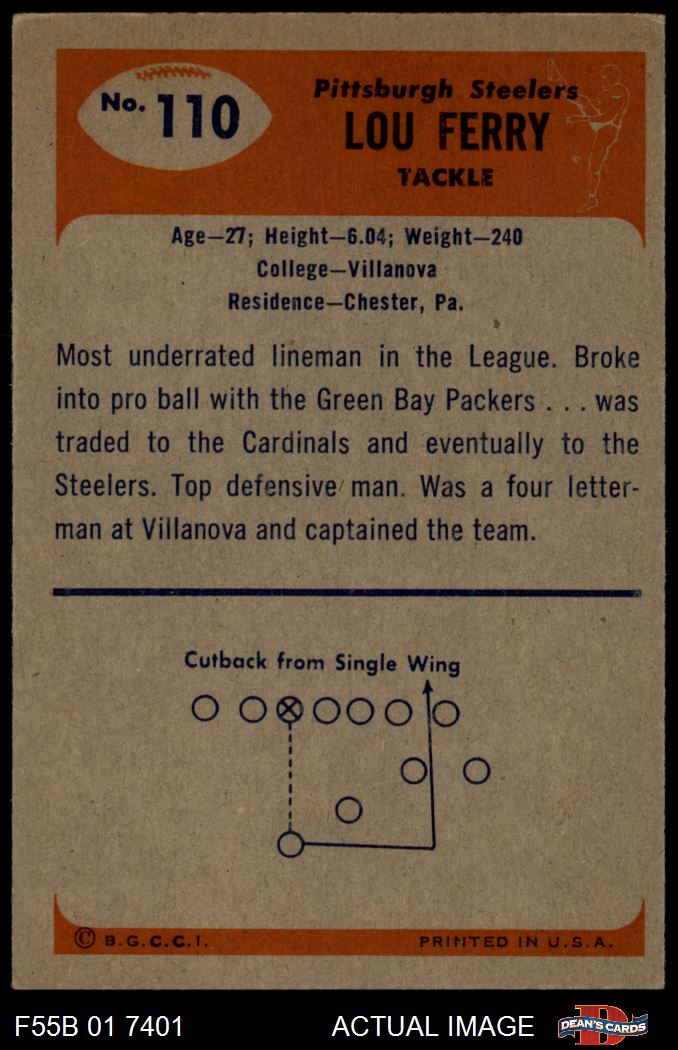 No. 110
Pittsburgh Steelers
LOU FERRY
TACKLE
Age—27; Height—6.04; Weight—240
College—Villanova
Residence—Chester, Pa.
Most underrated lineman in the League. Broke
into pro ball with the Green Bay Packers . . . was
traded to the Cardinals and eventually to the
Steelers. Top defensive man. Was a four letter-
man at Villanova and captained the team.
Cutback from Single Wing
© B.G.C.C.I.
PRINTED IN U.S.A.
F55B 01 7401
ACTUAL IMAGE
D
DEAN'S CARDS